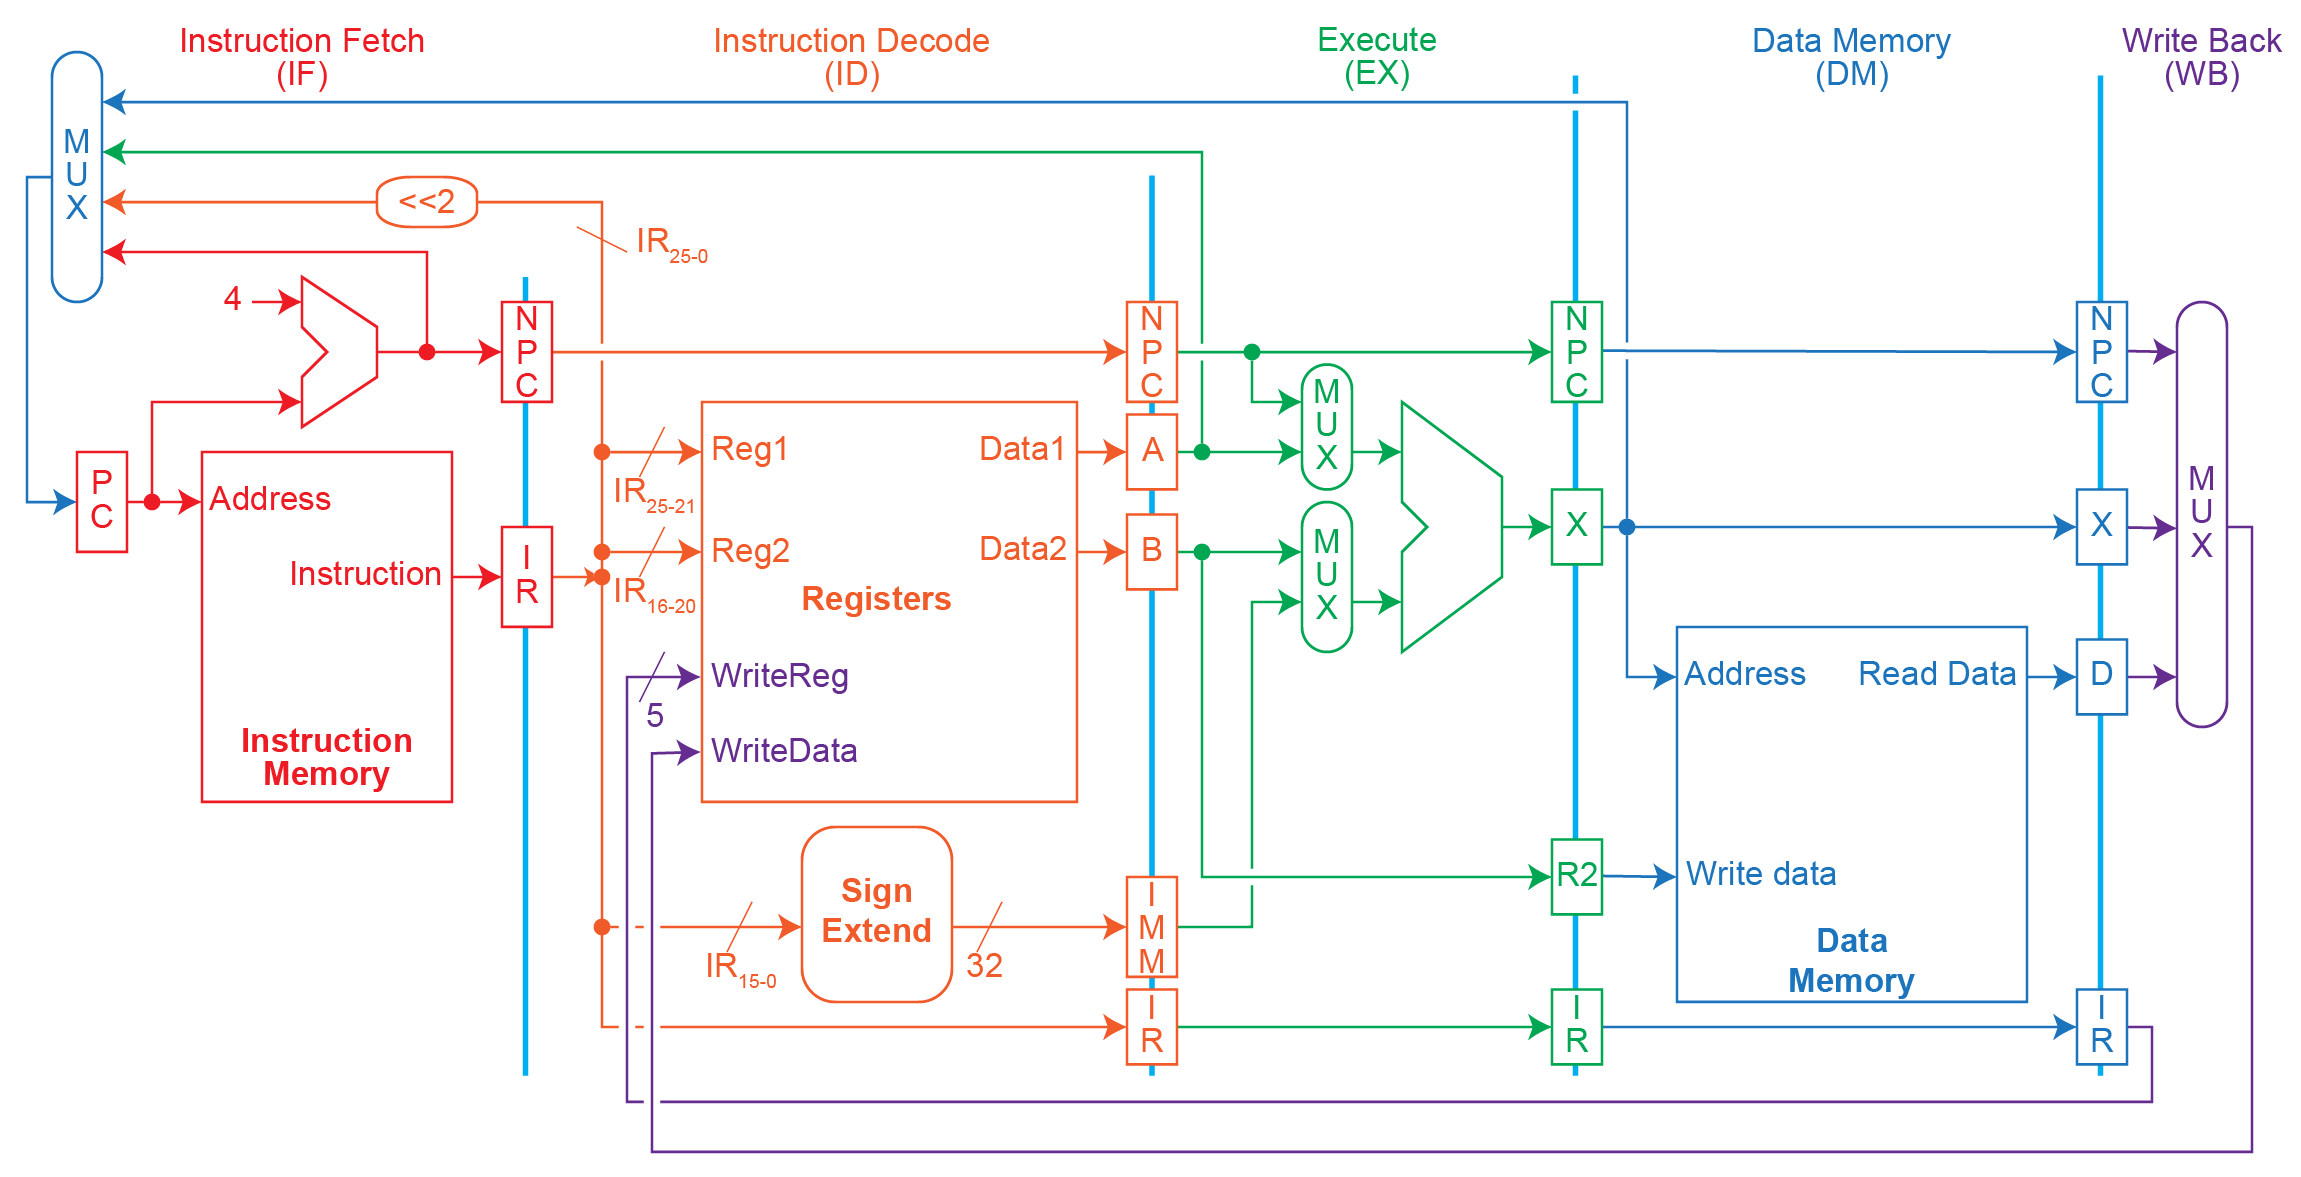 Instruction Fetch
(IF)
Instruction Decode
(ID)
Execute
(EX)
Data Memory
(DM)
Write Back
(WB)
M
U
X
<<2
IR25-0
4
N
P
C
N
P
C
N
P
C
N
P
C
P
C
Address
Instruction
Instruction
Memory
I
R
Reg1
IR25-21
Reg2
IR16-20
Data1
Data2
Registers
WriteReg
5
WriteData
A
B
M
U
X
M
U
X
X
X
M
U
X
Address
Read Data
D
Write data
Data
Memory
R2
Sign
Extend
IR15-0
32
I
M
M
I
R
I
R
I
R